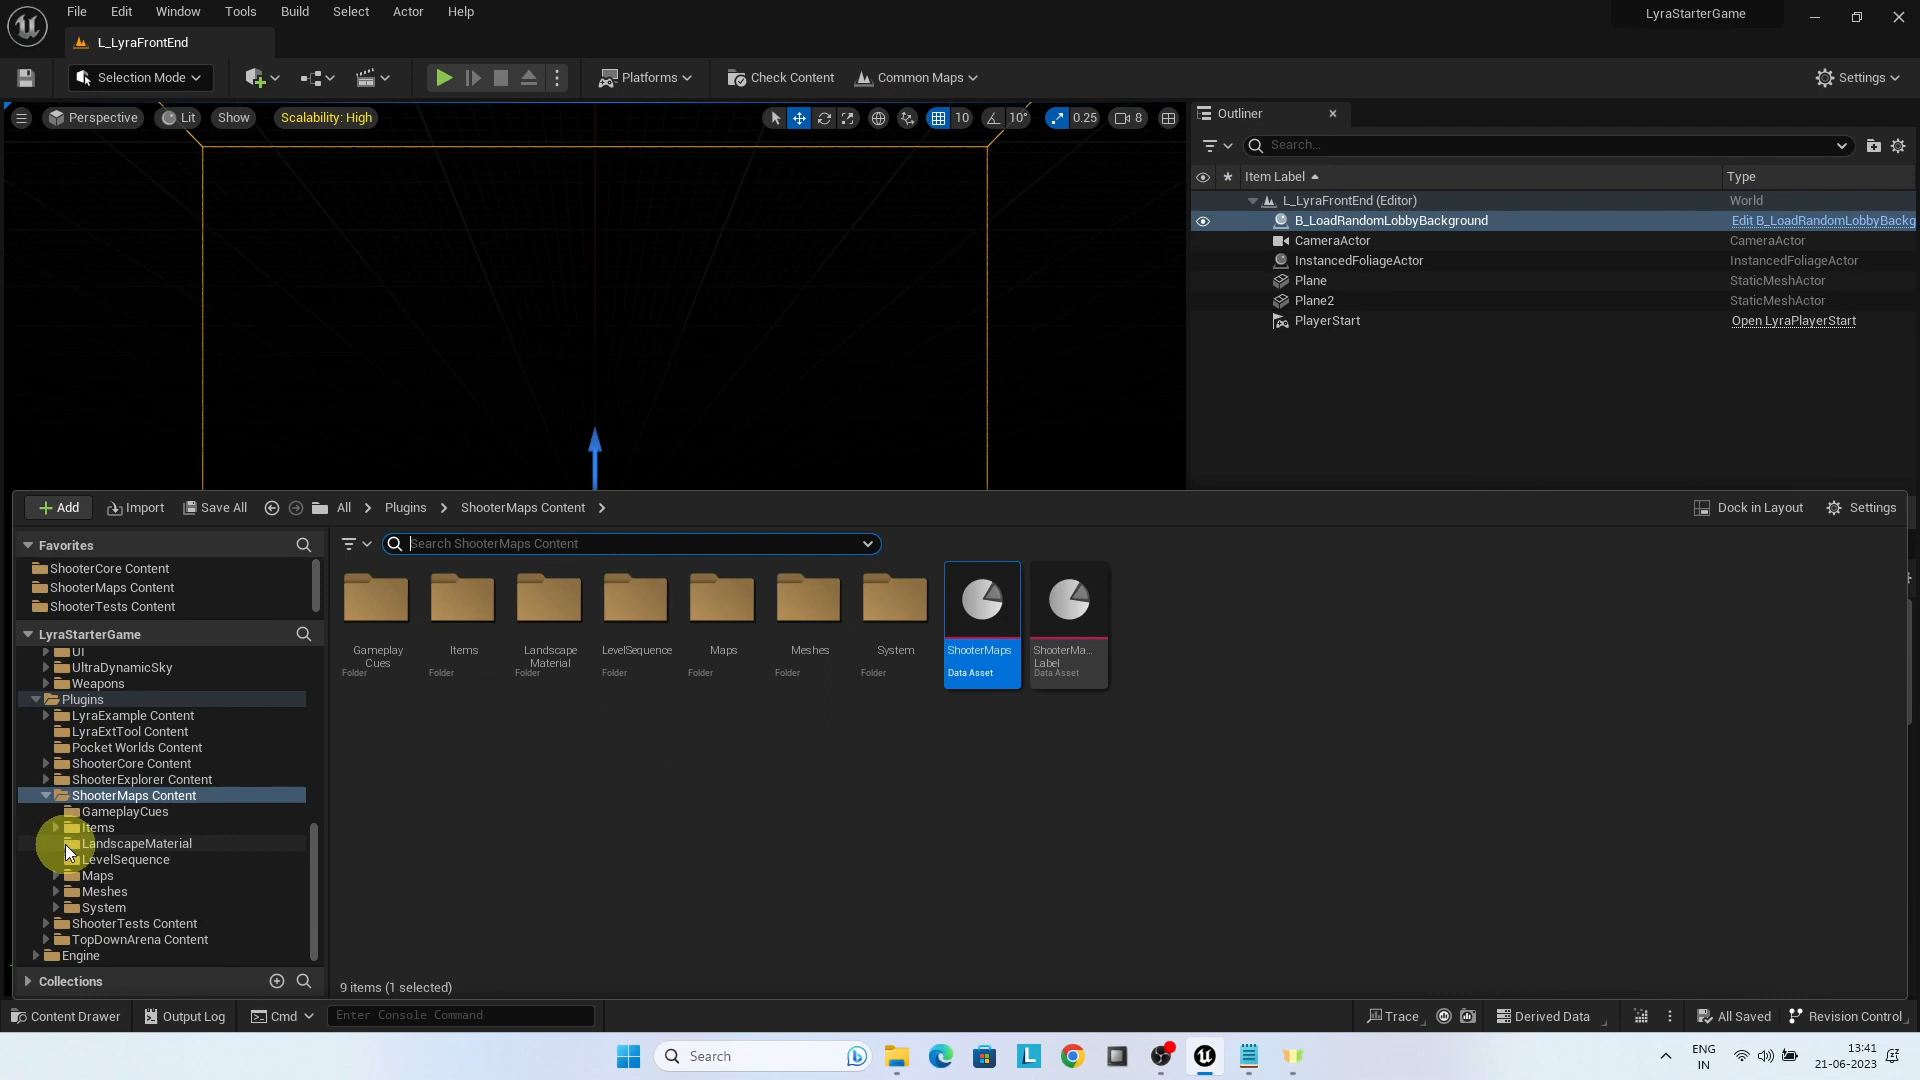 File Edit Window Tools Build Select Actor Help
LyraStarterGame
L_LyraFrontEnd
Selection Mode
Platforms
Check Content
Common Maps
Settings
Perspective
Lit
Show
Scalability: High
10
10°
0.25
8
Outliner
Search...
Item Label
Type
L_LyraFrontEnd (Editor)
World
B_LoadRandomLobbyBackground
Edit B_LoadRandomLobbyBackg
CameraActor
CameraActor
InstancedFoliageActor
InstancedFoliageActor
Plane
StaticMeshActor
Plane2
StaticMeshActor
PlayerStart
Open LyraPlayerStart
Add
Import
Save All
All
Plugins
ShooterMaps Content
Dock in Layout
Settings
Favorites
ShooterCore Content
ShooterMaps Content
ShooterTests Content
LyraStarterGame
UI
UltraDynamicSky
Weapons
Plugins
LyraExample Content
LyraExtTool Content
Pocket Worlds Content
ShooterCore Content
ShooterExplorer Content
ShooterMaps Content
GameplayCues
Items
LandscapeMaterial
LevelSequence
Maps
Meshes
System
ShooterTests Content
TopDownArena Content
Engine
Collections
Search ShooterMaps Content
Gameplay
Cues
Folder
Items
Folder
Landscape
Material
Folder
LevelSequence
Folder
Maps
Folder
Meshes
Folder
System
Folder
ShooterMaps
Data Asset
ShooterMa...
Label
Data Asset
9 items (1 selected)
Content Drawer
Output Log
Cmd
Enter Console Command
Trace
Derived Data
All Saved
Revision Control
Search
ENG
IN
13:41
21-06-2023